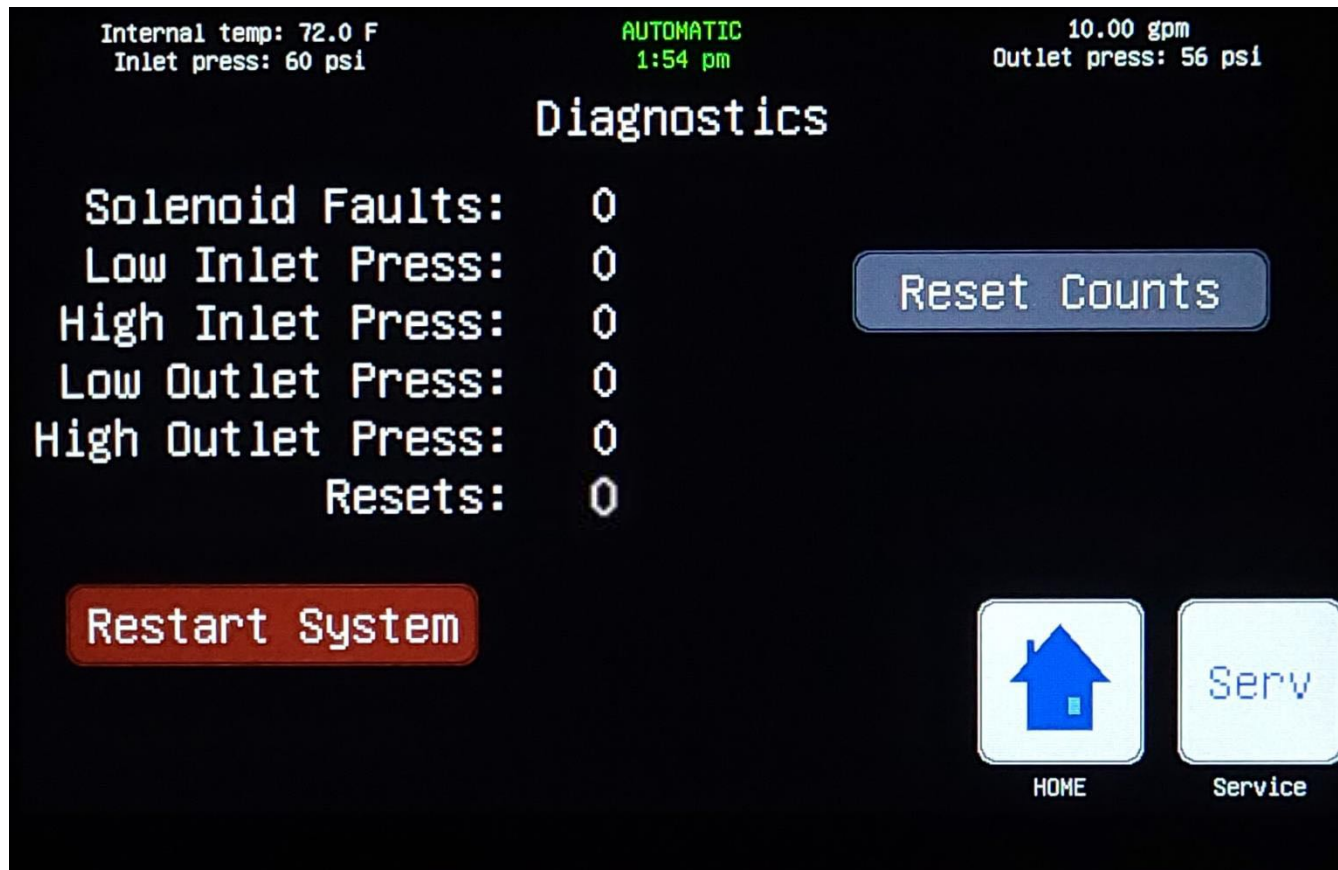 Internal temp: 72.0 F
Inlet press: 60 psi
AUTOMATIC
1:54 pm
10.00 gpm
Outlet press: 56 psi
Diagnostics
Solenoid Faults: 0
Low Inlet Press: 0
High Inlet Press: 0
Low Outlet Press: 0
High Outlet Press: 0
Resets: 0
Reset Counts
Restart System
Serv
HOME
Service